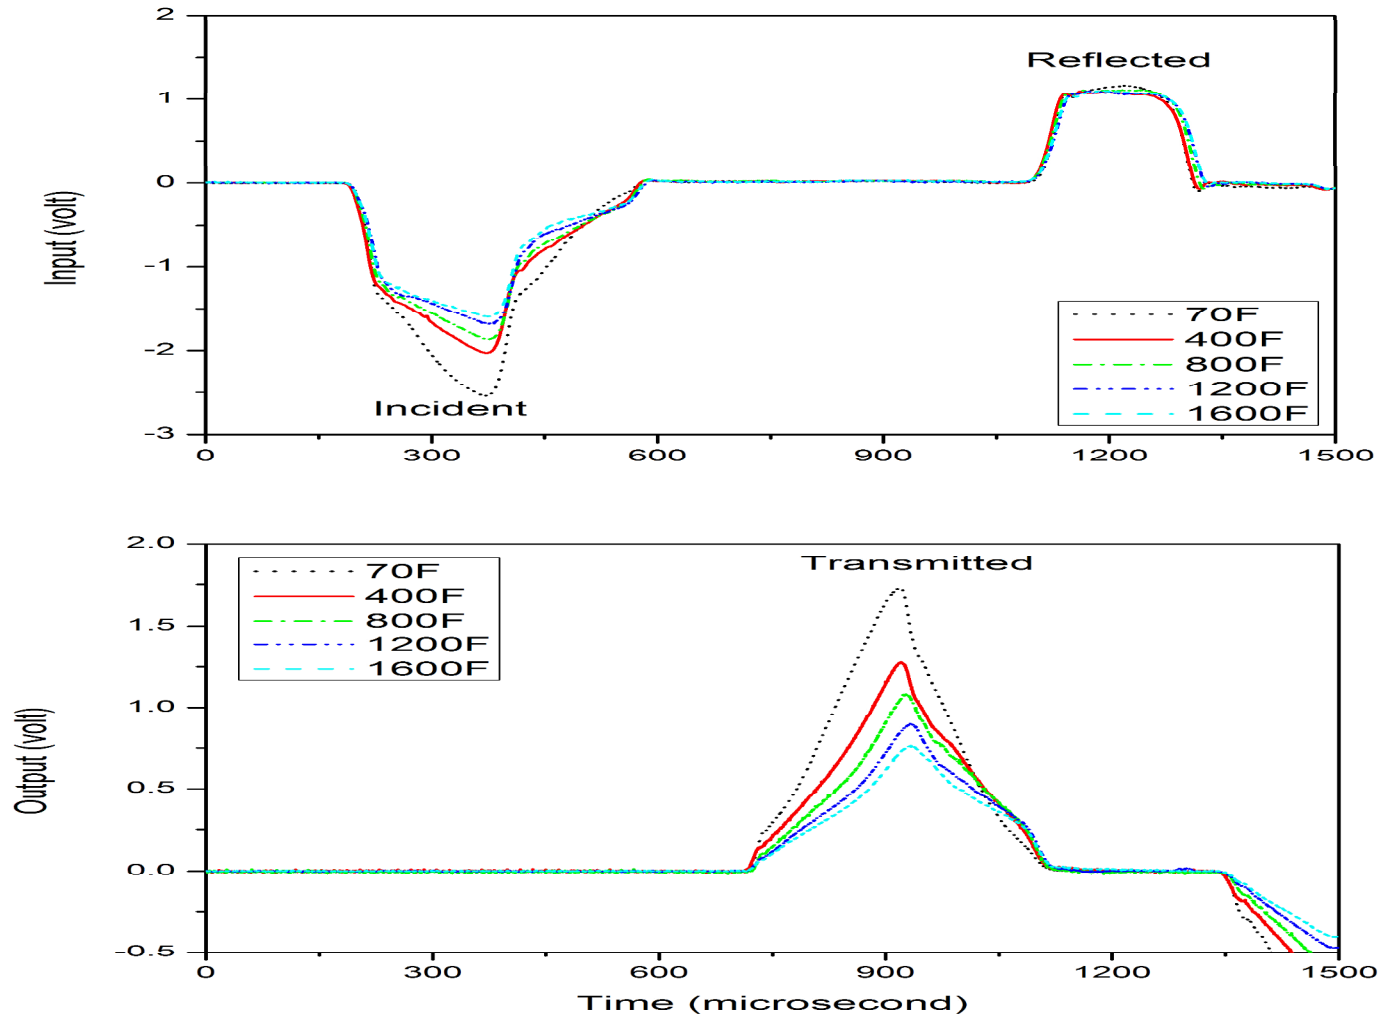 2
1
0
-1
-2
-3
Input (volt)
Reflected
Incident
70F
400F
800F
1200F
1600F
0 300 600 900 1200 1500
2.0
1.5
1.0
0.5
0.0
-0.5
Output (volt)
70F
400F
800F
1200F
1600F
Transmitted
0 300 600 900 1200 1500
Time (microsecond)